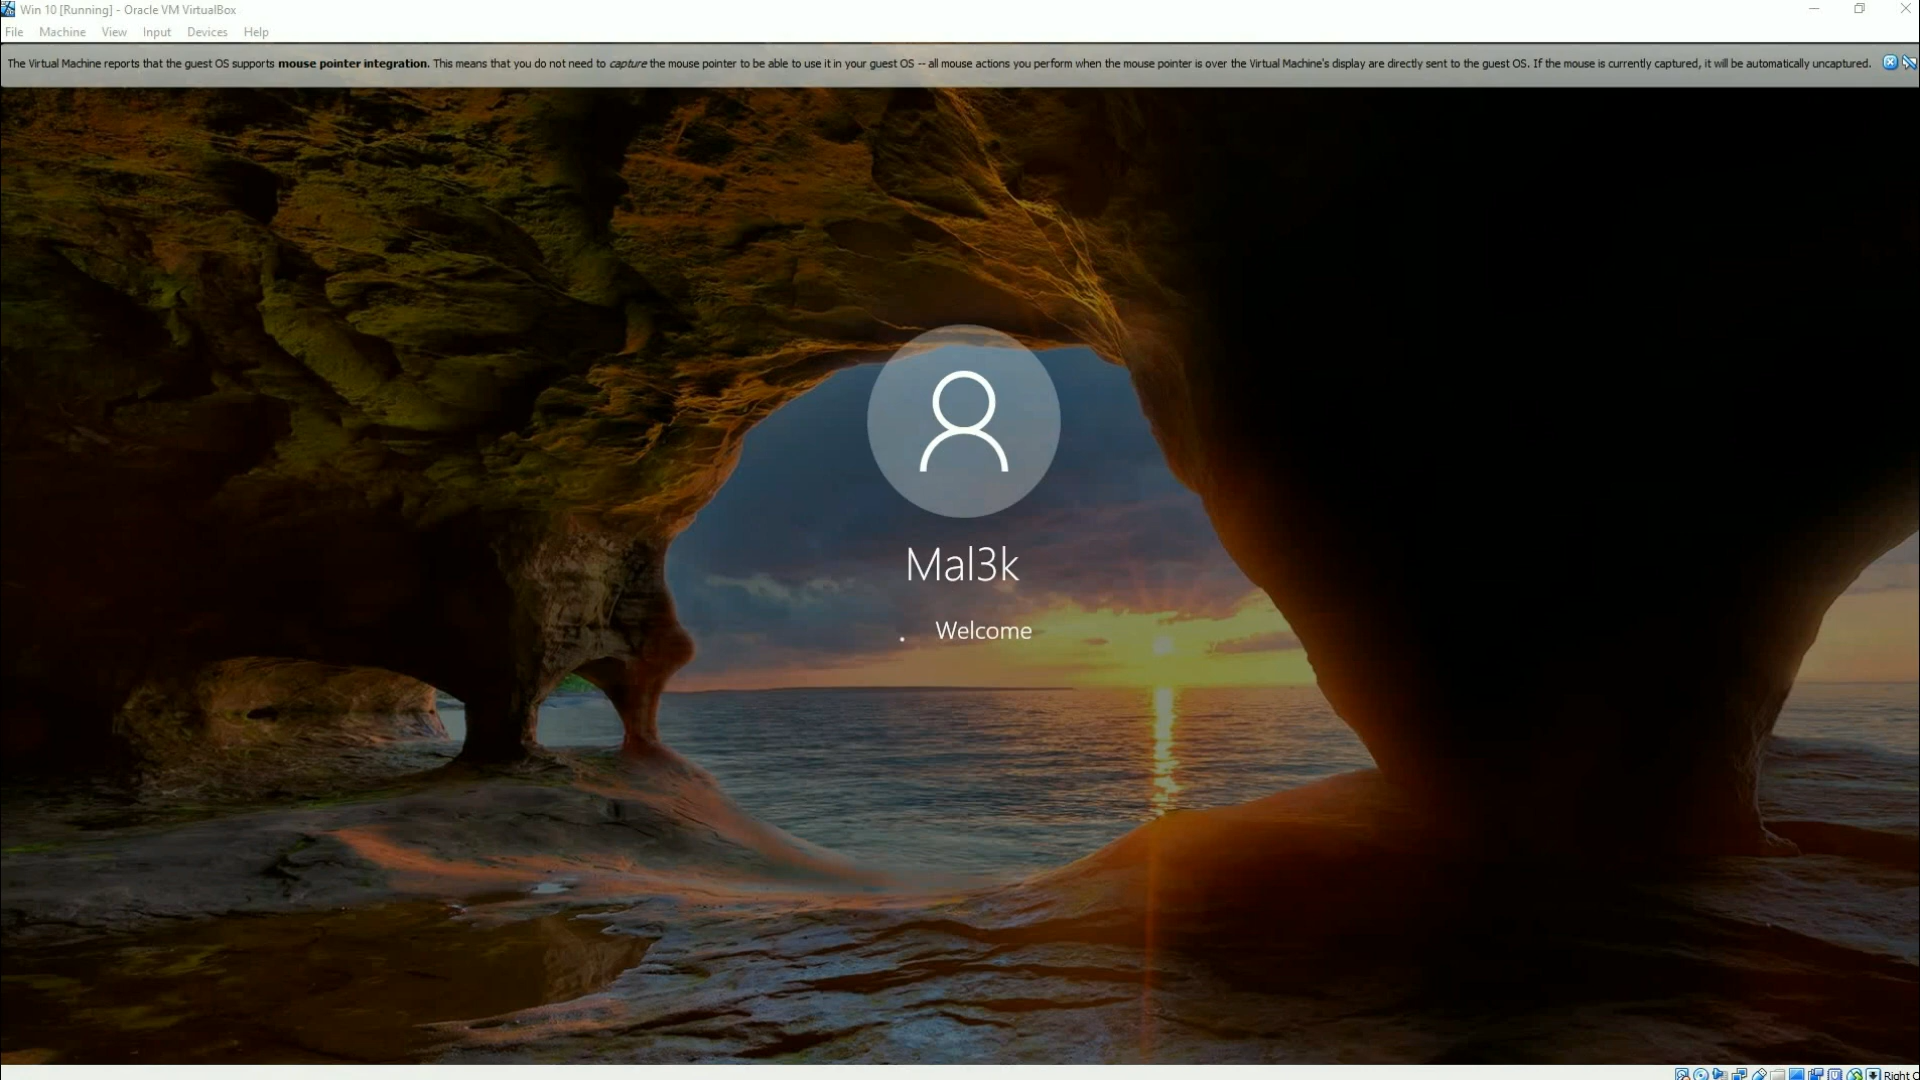 Win 10 [Running] - Oracle VM VirtualBox
File Machine View Input Devices Help
The Virtual Machine reports that the guest OS supports mouse pointer integration. This means that you do not need to capture the mouse pointer to be able to use it in your guest OS -- all mouse actions you perform when the mouse pointer is over the Virtual Machine's display are directly sent to the guest OS. If the mouse is currently captured, it will be automatically uncaptured.
Mal3k
Welcome
Right C